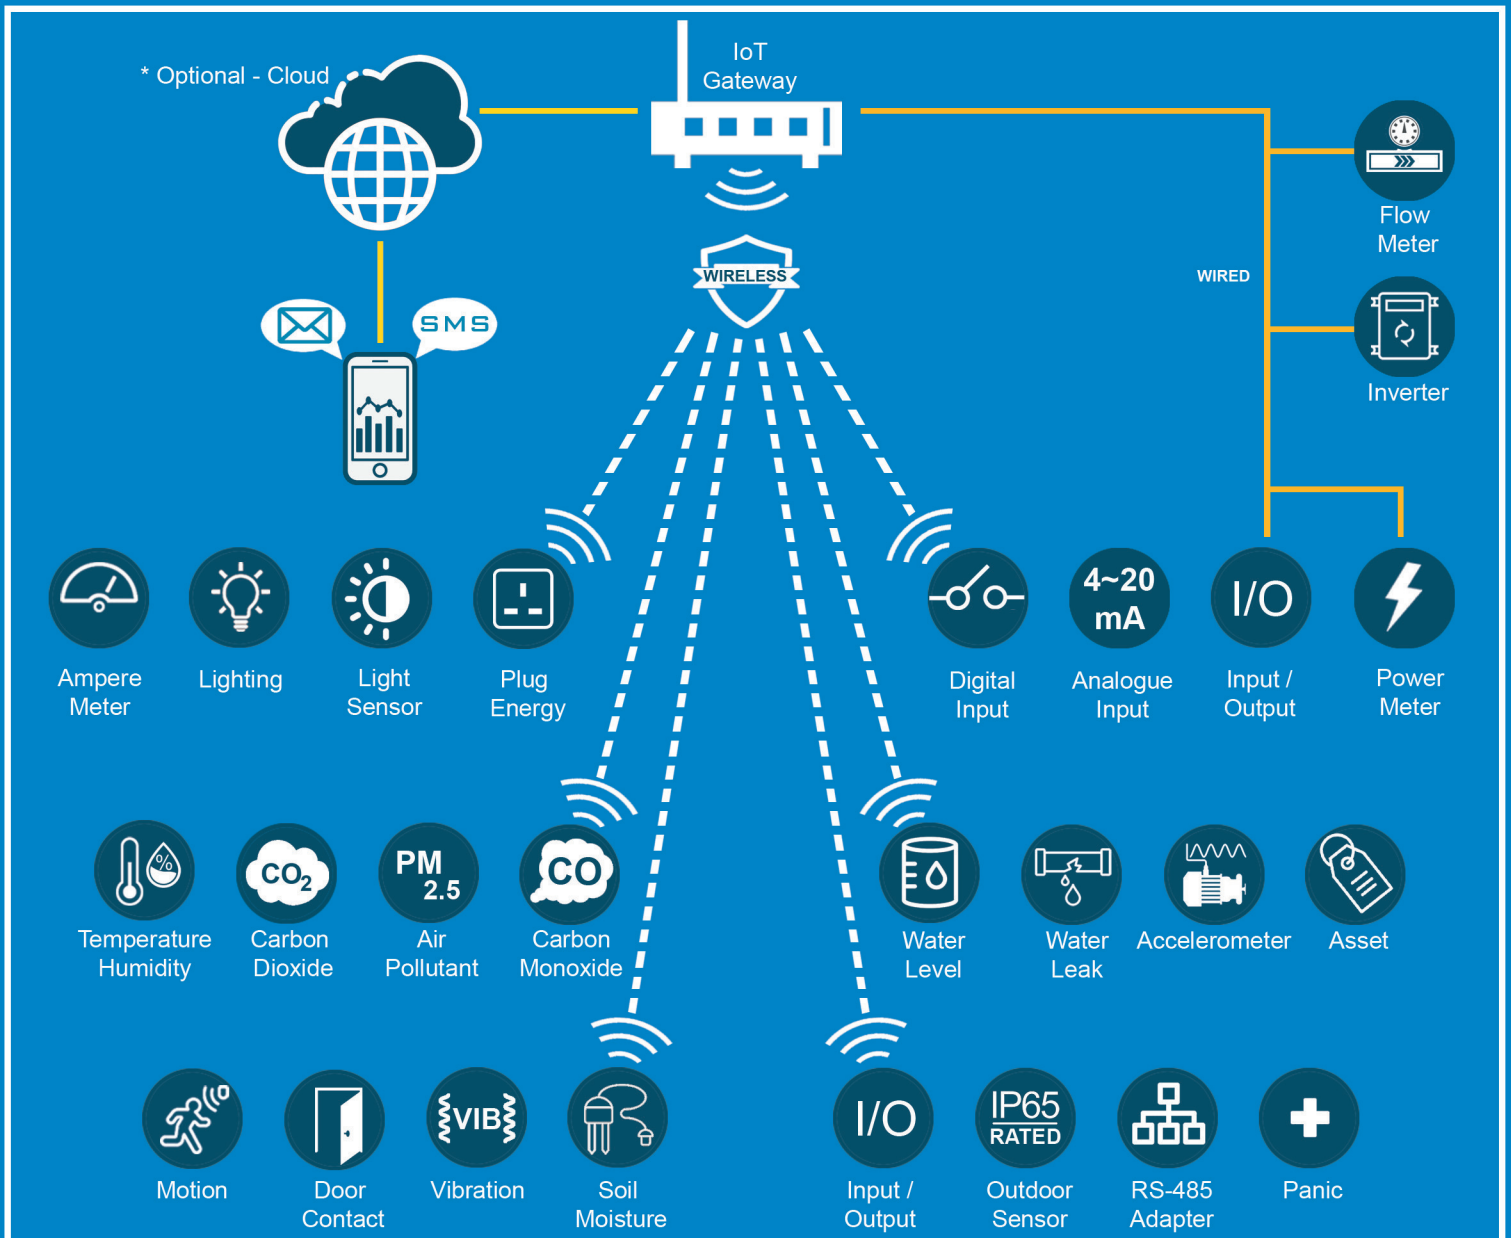 * Optional - Cloud
IoT
Gateway
WIRELESS
WIRED
Flow
Meter
Inverter
SMS
4~20
mA
I/O
Ampere
Meter
Lighting
Light
Sensor
Plug
Energy
Digital
Input
Analogue
Input
Input /
Output
Power
Meter
%
CO2
PM
2.5
CO
Temperature
Humidity
Carbon
Dioxide
Air
Pollutant
Carbon
Monoxide
Water
Level
Water
Leak
Accelerometer
Asset
VIB
I/O
IP65
RATED
Motion
Door
Contact
Vibration
Soil
Moisture
Input /
Output
Outdoor
Sensor
RS-485
Adapter
Panic